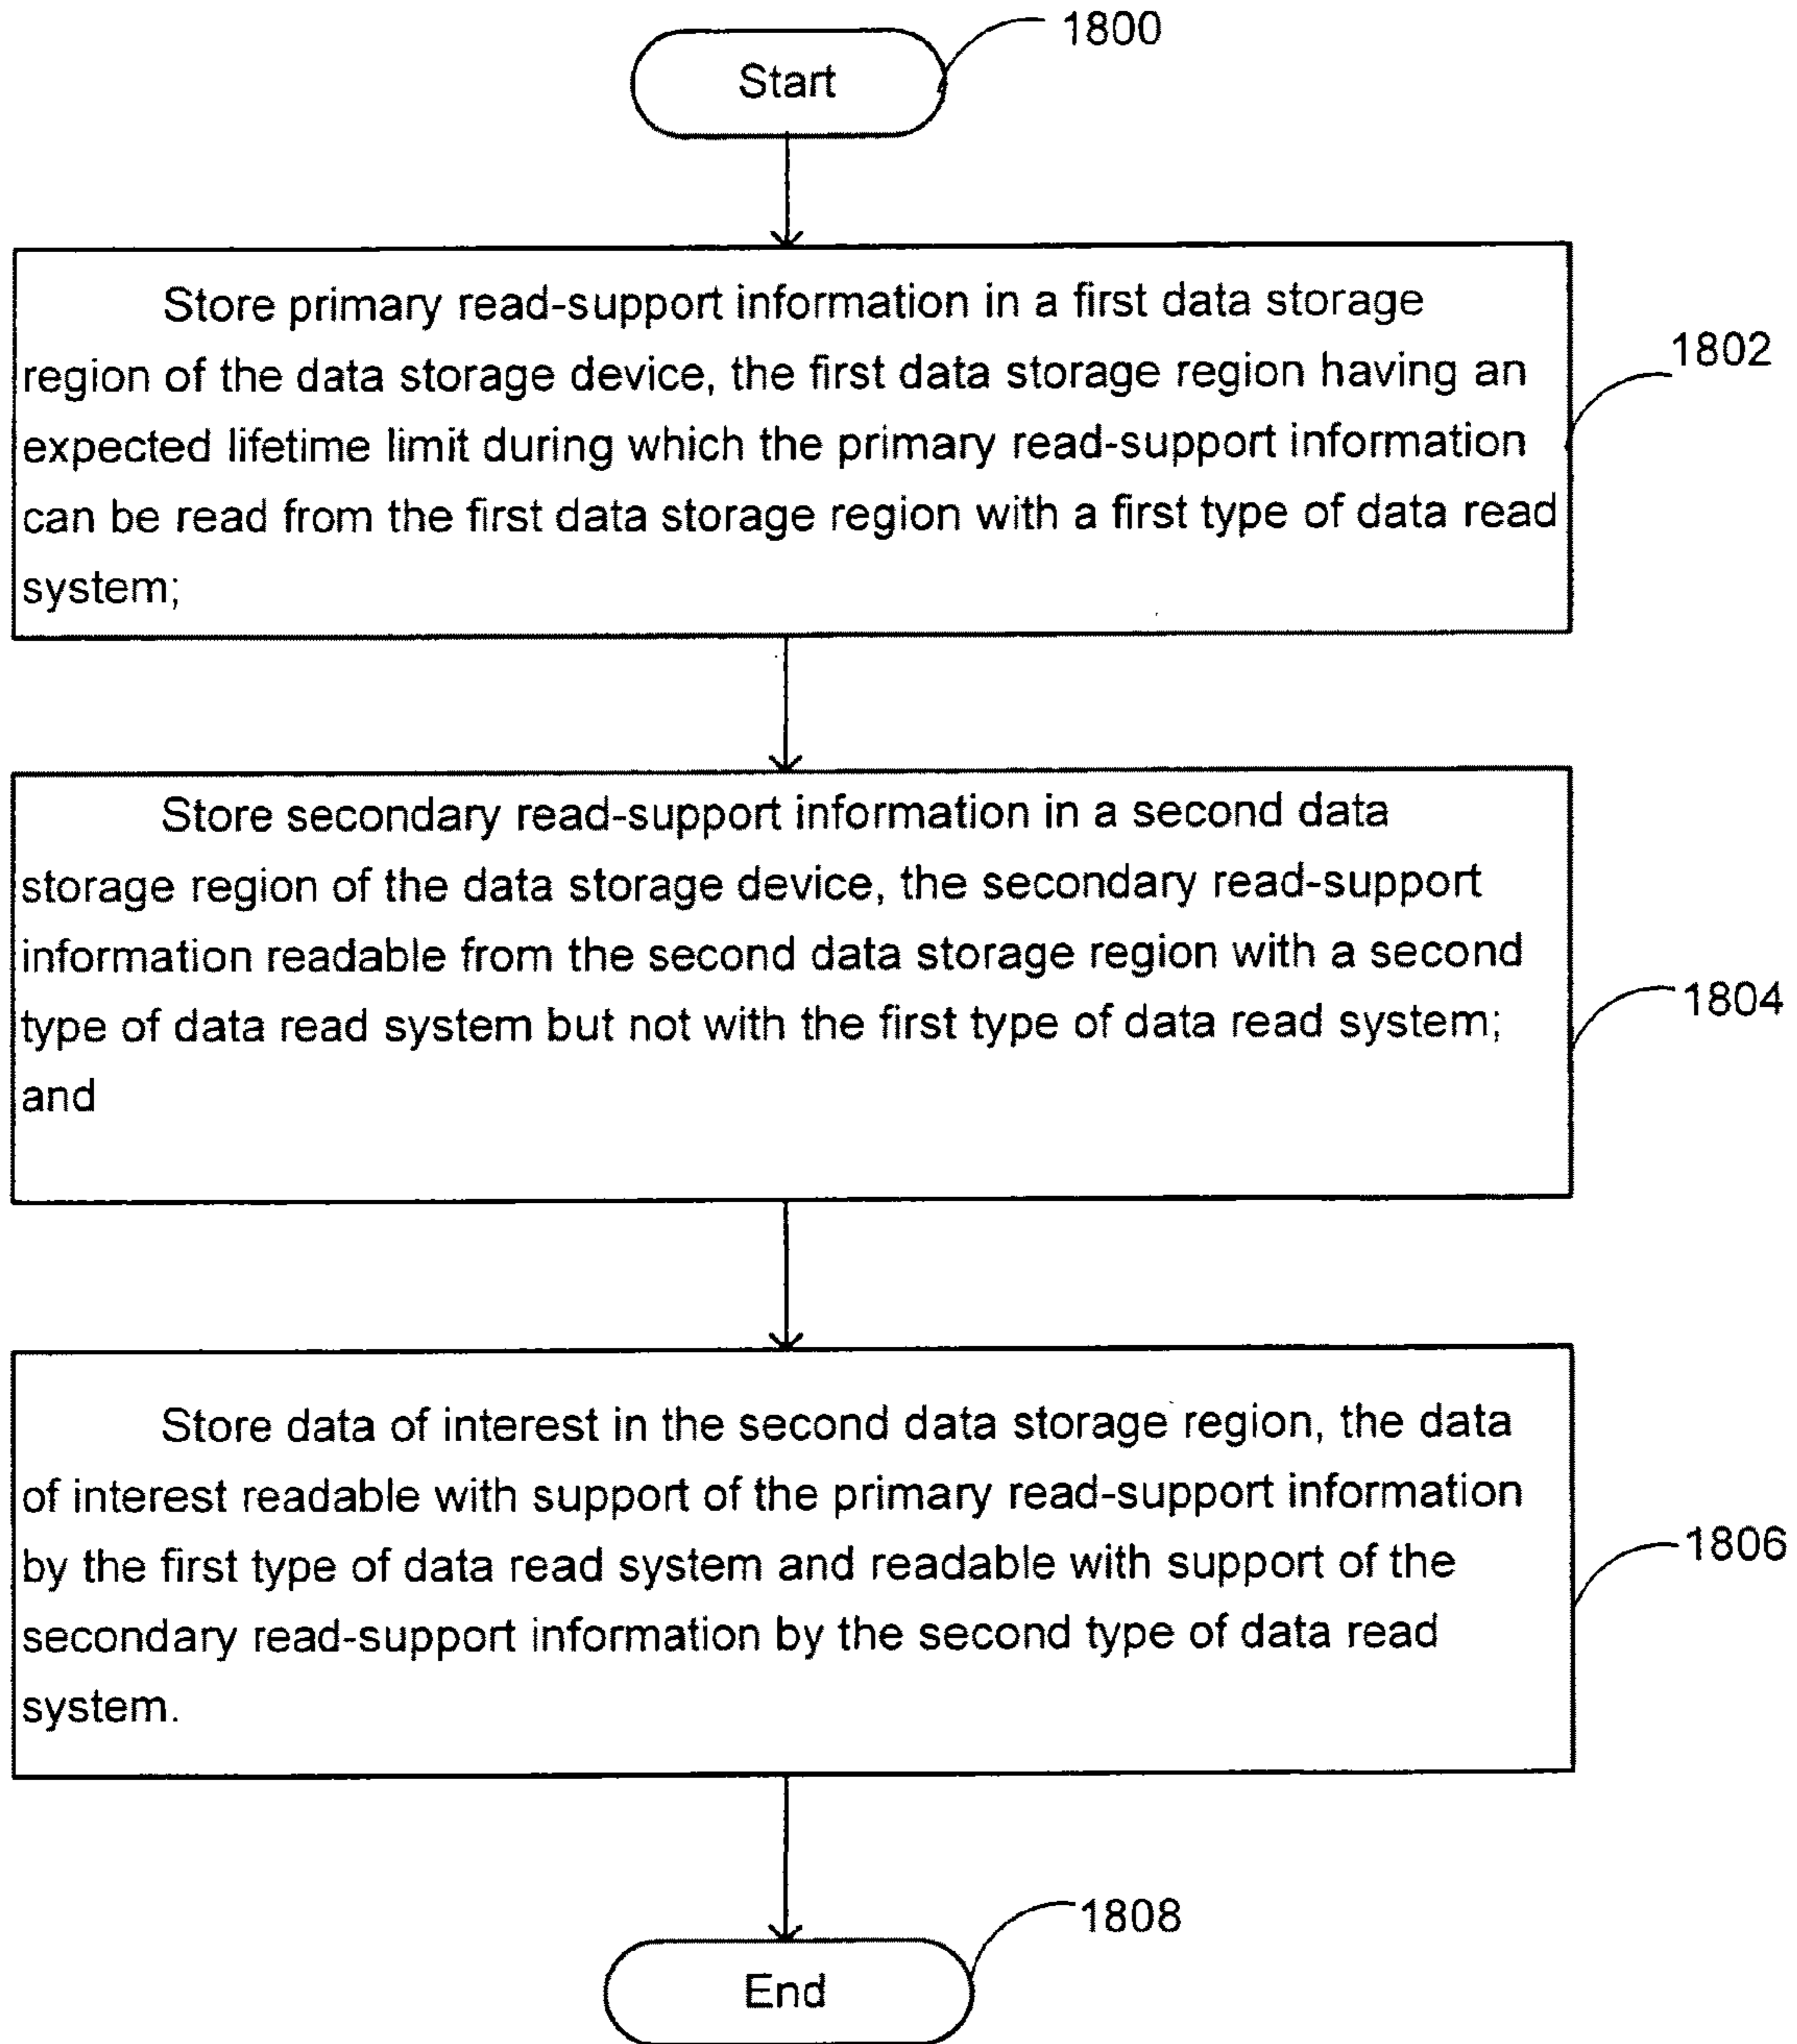 1800
Start
Store primary read-support information in a first data storage
region of the data storage device, the first data storage region having an
expected lifetime limit during which the primary read-support information
can be read from the first data storage region with a first type of data read
system;
1802
Store secondary read-support information in a second data
storage region of the data storage device, the secondary read-support
information readable from the second data storage region with a second
type of data read system but not with the first type of data read system;
and
1804
Store data of interest in the second data storage region, the data
of interest readable with support of the primary read-support information
by the first type of data read system and readable with support of the
secondary read-support information by the second type of data read
system.
1806
1808
End